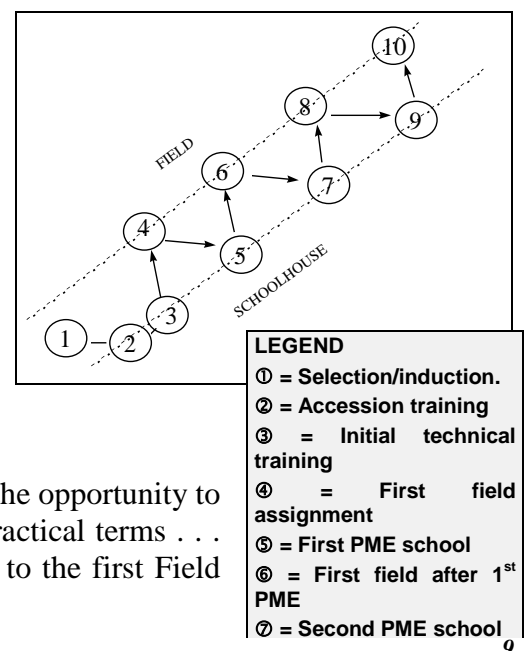 10
8
9
FIELD
6
7
4
5
SCHOOLHOUSE
3
1
2
LEGEND
① = Selection/induction.
② = Accession training
③ = Initial technical
training
④ = First field
assignment
⑤ = First PME school
⑥ = First field after 1st
PME
⑦ = Second PME school
he opportunity to
ractical terms . . .
to the first Field
9